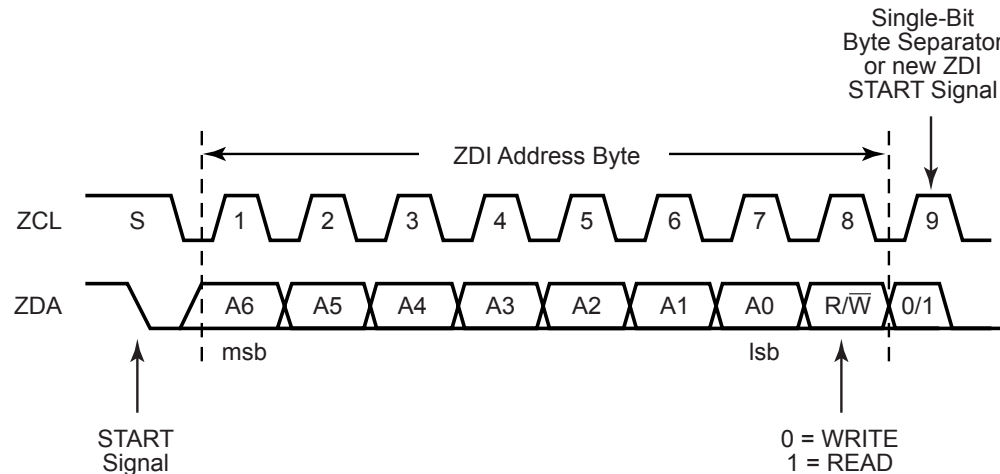 Single-Bit
Byte Separator
or new ZDI
START Signal
ZDI Address Byte
ZCL S 1 2 3 4 5 6 7 8 9
ZDA A6 A5 A4 A3 A2 A1 A0 R/W̅ 0/1
msb lsb
START
Signal
0 = WRITE
1 = READ